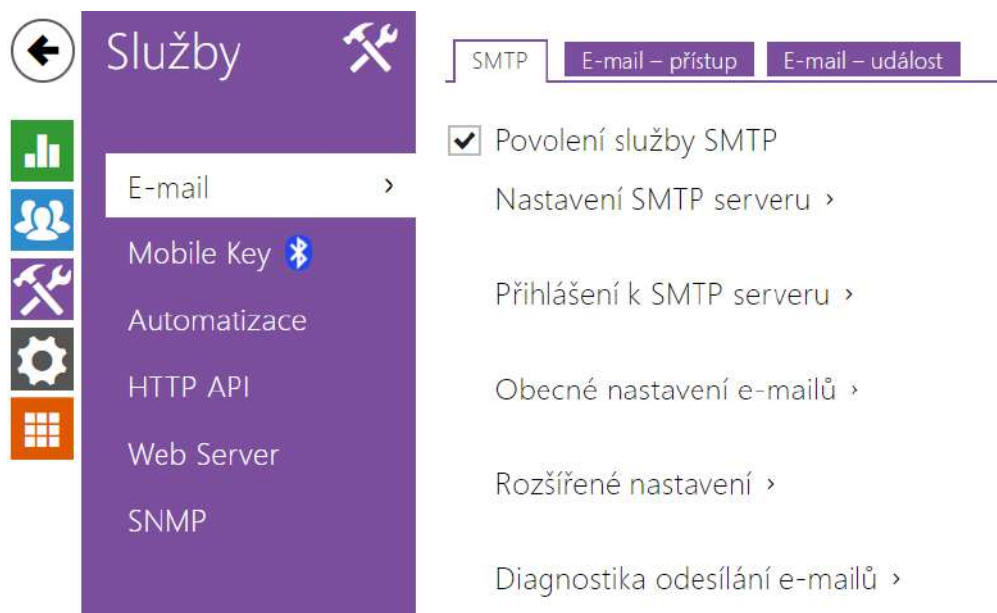 Služby
E-mail
Mobile Key
Automatizace
HTTP API
Web Server
SNMP
SMTP
E-mail – přístup
E-mail – událost
Povolení služby SMTP
Nastavení SMTP serveru
Přihlášení k SMTP serveru
Obecné nastavení e-mailů
Rozšířené nastavení
Diagnostika odesílání e-mailů